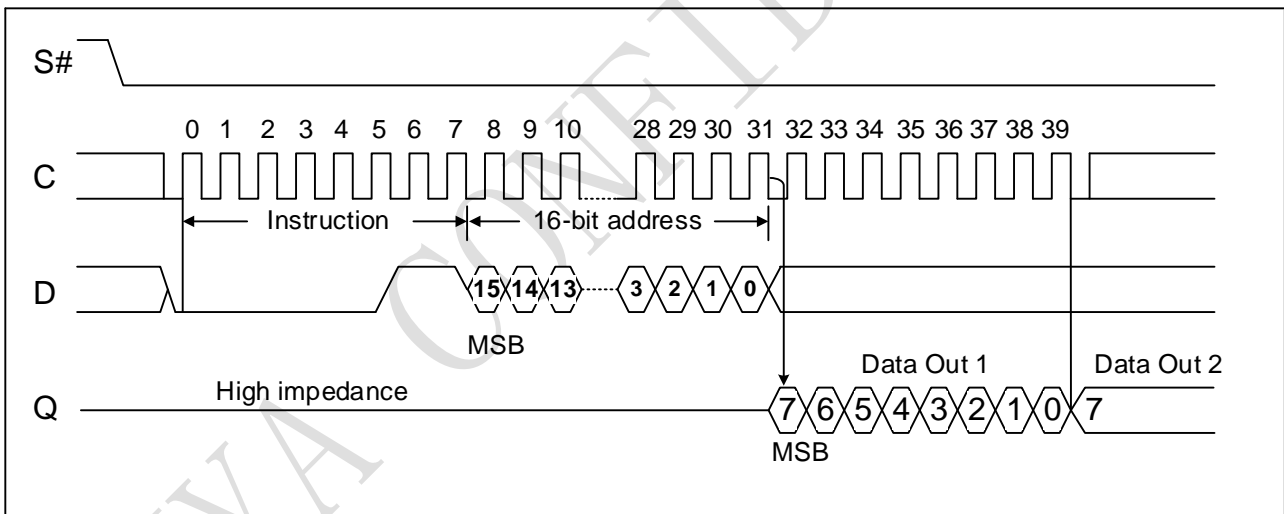 S#
0 1 2 3 4 5 6 7 8 9 10 28 29 30 31 32 33 34 35 36 37 38 39
C
Instruction 16-bit address
D
15 14 13 3 2 1 0
MSB
Data Out 1 Data Out 2
High impedance
Q
7 6 5 4 3 2 1 0 7
MSB